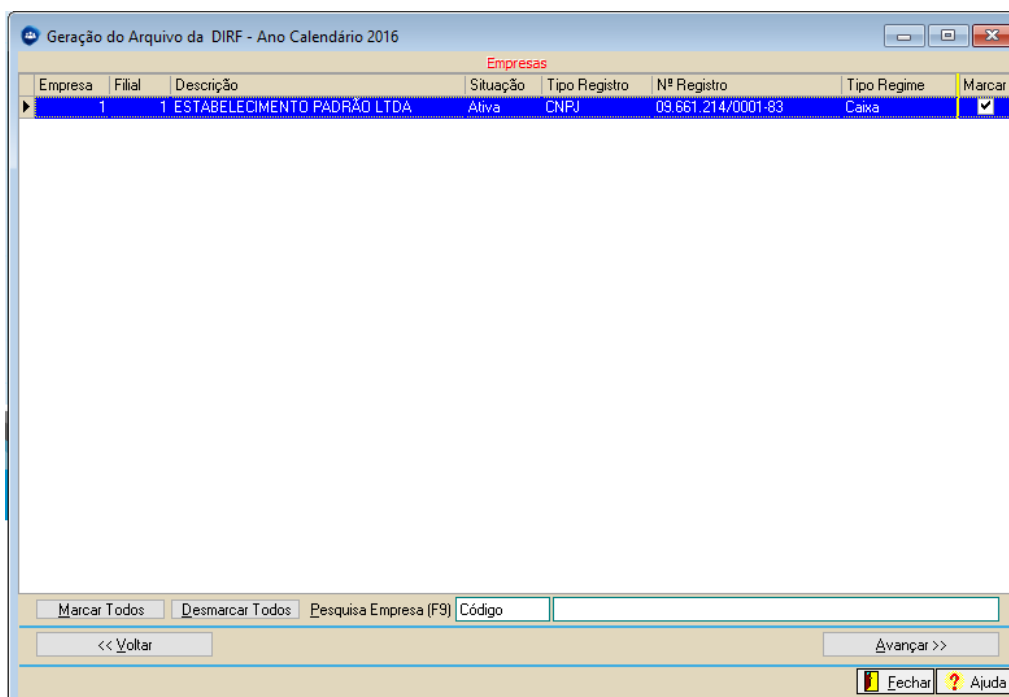 Geração do Arquivo da DIRF - Ano Calendário 2016
Empresas
Empresa Filial Descrição Situação Tipo Registro Nº Registro Tipo Regime Marcar
1 1 ESTABELECIMENTO PADRÃO LTDA Ativa CNPJ 09.661.214/0001-83 Caixa
Marcar Todos Desmarcar Todos Pesquisa Empresa (F9) Código
<< Voltar Avançar >>
Fechar ? Ajuda